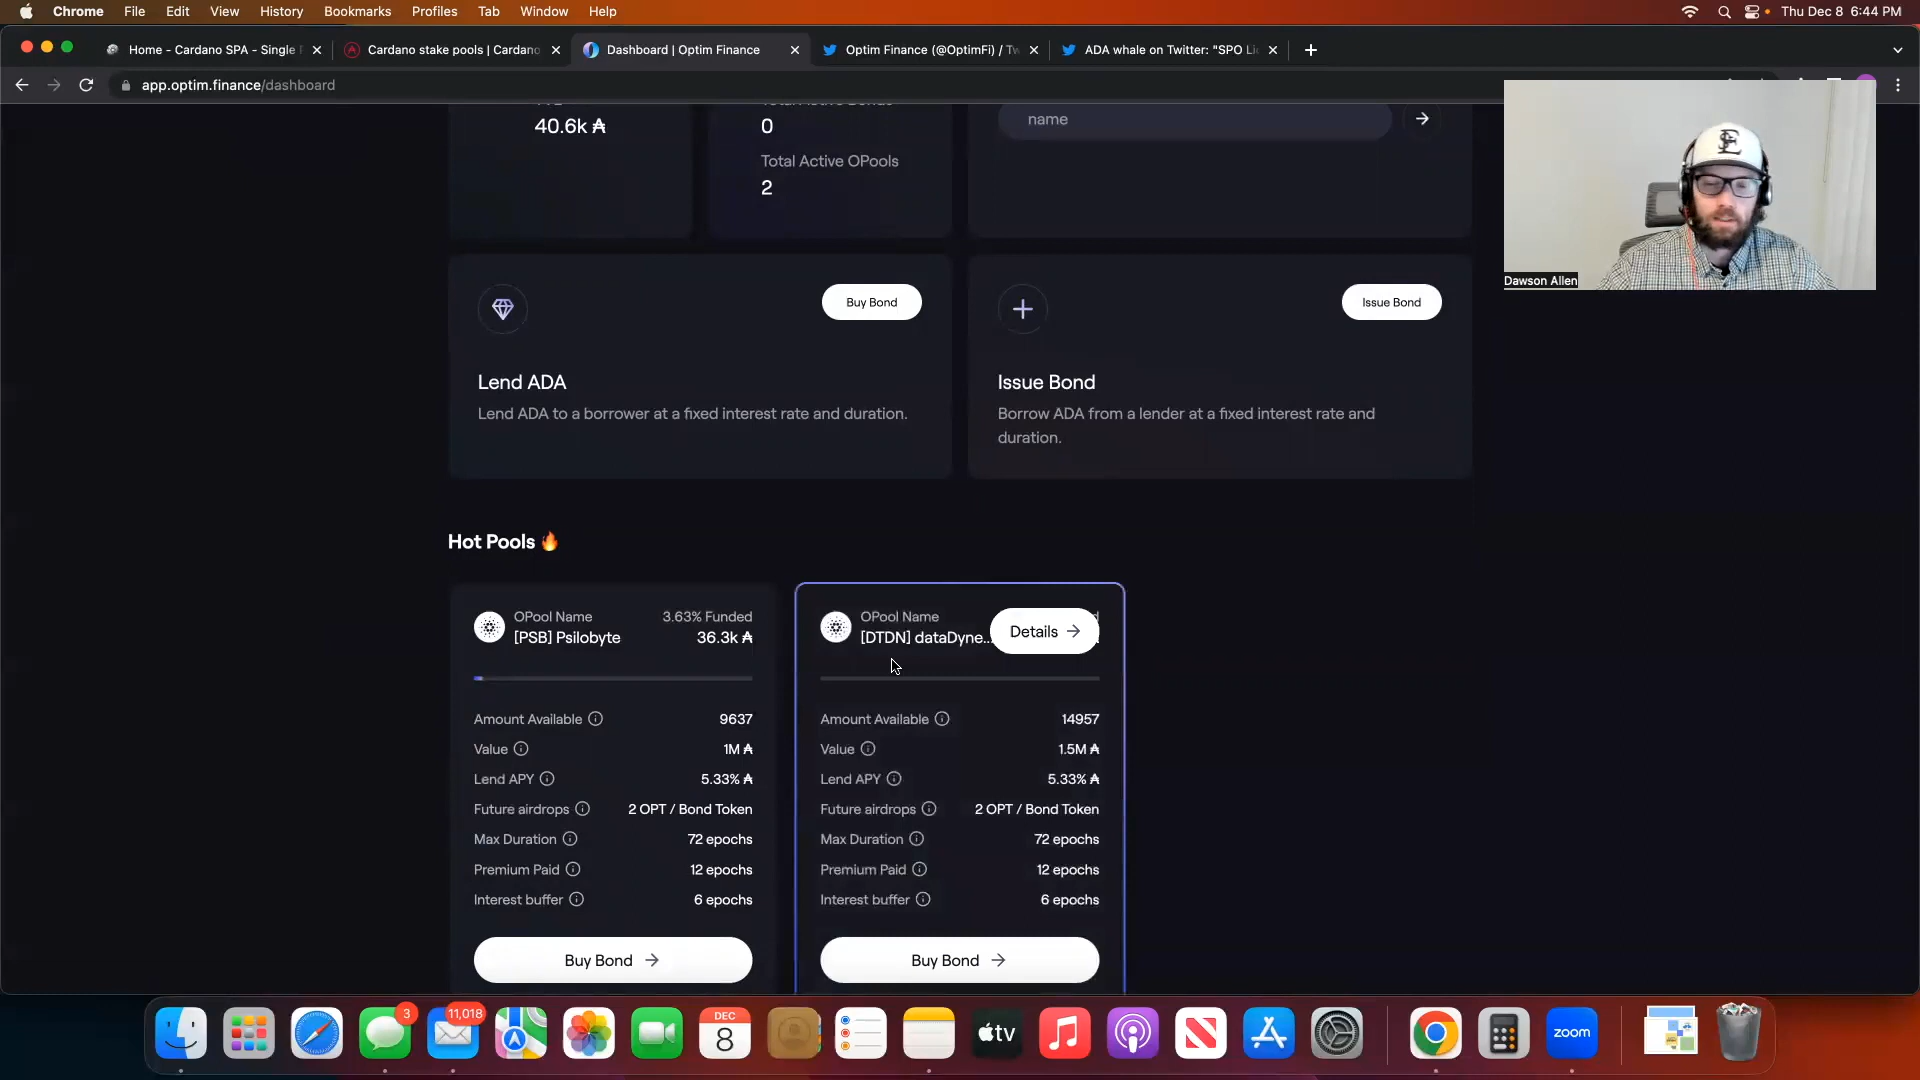 Chrome File Edit View History Bookmarks Profiles Tab Window Help Thu Dec 8 6:44 PM
Home - Cardano SPA - Single Cardano stake pools | Cardano Dashboard | Optim Finance Optim Finance (@OptimFi) / Tw ADA whale on Twitter: "SPO Li
app.optim.finance/dashboard
40.6k ₳
0
Total Active OPools
2
name
Dawson Allen
Buy Bond
Lend ADA
Lend ADA to a borrower at a fixed interest rate and duration.
Issue Bond
Issue Bond
Borrow ADA from a lender at a fixed interest rate and
duration.
Hot Pools 🔥
OPool Name 3.63% Funded
[PSB] Psilobyte 36.3k ₳
Amount Available 9637
Value 1M ₳
Lend APY 5.33% ₳
Future airdrops 2 OPT / Bond Token
Max Duration 72 epochs
Premium Paid 12 epochs
Interest buffer 6 epochs
Buy Bond →
OPool Name
[DTDN] dataDyne...
Details →
Amount Available 14957
Value 1.5M ₳
Lend APY 5.33% ₳
Future airdrops 2 OPT / Bond Token
Max Duration 72 epochs
Premium Paid 12 epochs
Interest buffer 6 epochs
Buy Bond →
3
11,018
DEC
8
tv
zoom